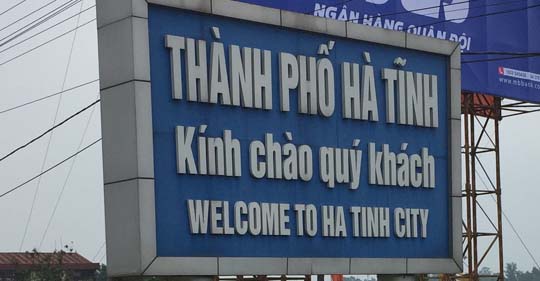 NGÂN HÀNG QUÂN ĐỘI
THÀNH PHỐ HÀ TĨNH
Kính chào quý khách
WELCOME TO HA TINH CITY